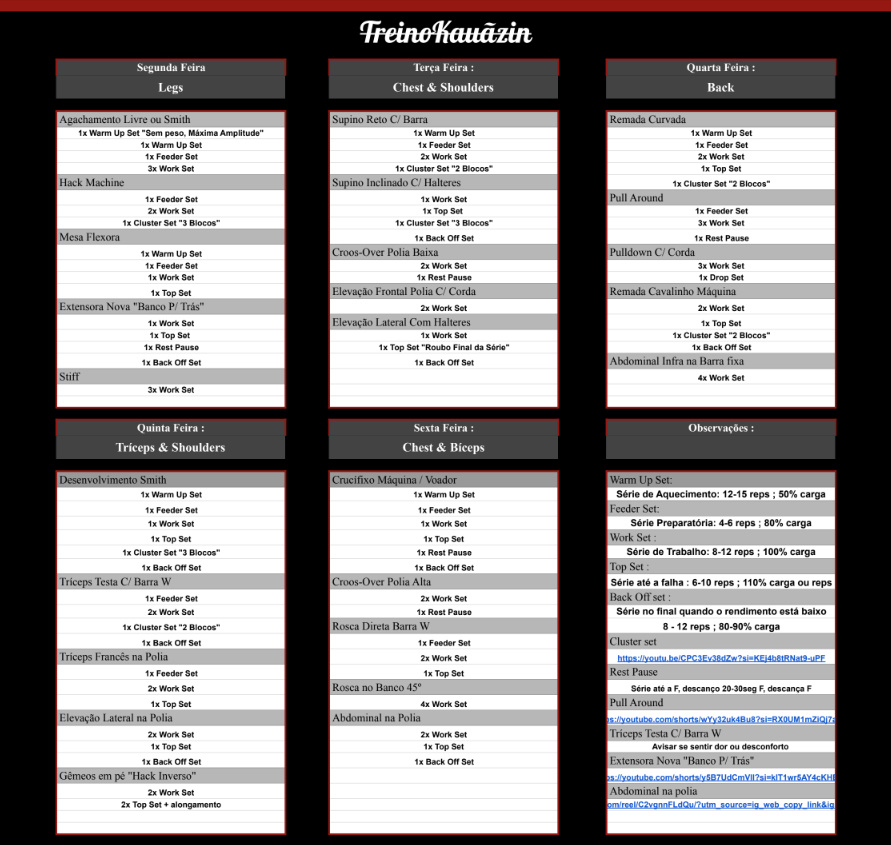 TreinoKauãzin
Segunda Feira
Legs
Agachamento Livre ou Smith
1x Warm Up Set "Sem peso, Máxima Amplitude"
1x Warm Up Set
1x Feeder Set
3x Work Set
Hack Machine
1x Feeder Set
2x Work Set
1x Cluster Set "3 Blocos"
Mesa Flexora
1x Warm Up Set
1x Feeder Set
1x Work Set
1x Top Set
Extensora Nova "Banco P/ Trás"
1x Work Set
1x Top Set
1x Rest Pause
1x Back Off Set
Stiff
3x Work Set
Terça Feira :
Chest & Shoulders
Supino Reto C/ Barra
1x Warm Up Set
1x Feeder Set
2x Work Set
1x Cluster Set "2 Blocos"
Supino Inclinado C/ Halteres
1x Work Set
1x Top Set
1x Cluster Set "3 Blocos"
1x Back Off Set
Croos-Over Polia Baixa
2x Work Set
1x Rest Pause
Elevação Frontal Polia C/ Corda
2x Work Set
Elevação Lateral Com Halteres
1x Work Set
1x Top Set "Roubo Final da Série"
1x Back Off Set
Quarta Feira :
Back
Remada Curvada
1x Warm Up Set
1x Feeder Set
2x Work Set
1x Top Set
1x Cluster Set "2 Blocos"
Pull Around
1x Feeder Set
3x Work Set
1x Rest Pause
Pulldown C/ Corda
3x Work Set
1x Drop Set
Remada Cavalinho Máquina
2x Work Set
1x Top Set
1x Cluster Set "2 Blocos"
1x Back Off Set
Abdominal Infra na Barra fixa
4x Work Set
Quinta Feira :
Tríceps & Shoulders
Desenvolvimento Smith
1x Warm Up Set
1x Feeder Set
1x Work Set
1x Top Set
1x Cluster Set "3 Blocos"
1x Back Off Set
Tríceps Testa C/ Barra W
1x Feeder Set
2x Work Set
1x Cluster Set "2 Blocos"
1x Back Off Set
Tríceps Francês na Polia
1x Feeder Set
2x Work Set
1x Top Set
Elevação Lateral na Polia
2x Work Set
1x Top Set
1x Back Off Set
Gêmeos em pé "Hack Inverso"
2x Work Set
2x Top Set + alongamento
Sexta Feira :
Chest & Bíceps
Crucifixo Máquina / Voador
1x Warm Up Set
1x Feeder Set
1x Work Set
1x Top Set
1x Rest Pause
1x Back Off Set
Croos-Over Polia Alta
2x Work Set
1x Rest Pause
Rosca Direta Barra W
1x Feeder Set
2x Work Set
1x Top Set
Rosca no Banco 45°
4x Work Set
Abdominal na Polia
2x Work Set
1x Top Set
1x Back Off Set
Observações :
Warm Up Set:
Série de Aquecimento: 12-15 reps ; 50% carga
Feeder Set:
Série Preparatória: 4-6 reps ; 80% carga
Work Set :
Série de Trabalho: 8-12 reps ; 100% carga
Top Set :
Série até a falha : 6-10 reps ; 110% carga ou reps
Back Off set :
Série no final quando o rendimento está baixo
8 - 12 reps ; 80-90% carga
Cluster set
https://youtu.be/CPC3Ev38dZw?si=KEj4b8tRNat9-uPF
Rest Pause
Série até a F, descanço 20-30seg F, descança F
Pull Around
s://youtube.com/shorts/wYy32uk4Bu8?si=RX0UM1mZiQj7a
Tríceps Testa C/ Barra W
Avisar se sentir dor ou desconforto
Extensora Nova "Banco P/ Trás"
s://youtube.com/shorts/y5B7UdCmVlI?si=klT1wr5AY4cKH
Abdominal na polia
om/reel/C2vgnnFLdQu/?utm_source=ig_web_copy_link&ig